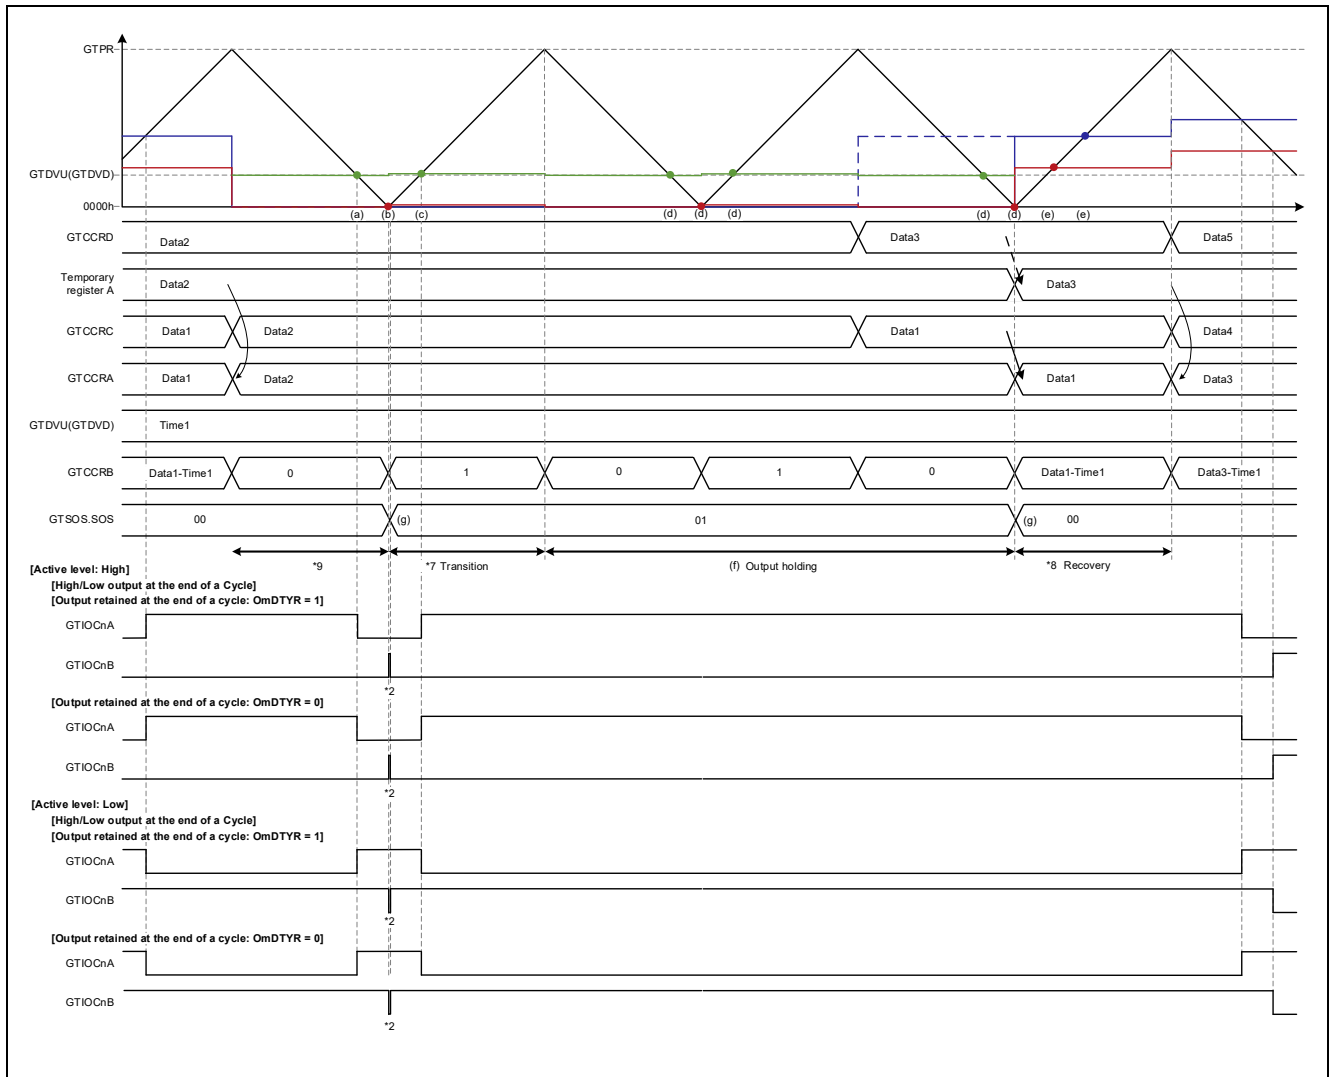 GTPR
GTDVU(GTDVD)
0000h
(a) (b) (c) (d) (d) (d) (d) (d) (e) (e)
GTCCRD Data2 Data3 Data5
Temporary
register A Data2 Data3
GTCCRC Data1 Data2 Data1 Data4
GTCCRA Data1 Data2 Data1 Data3
GTDVU(GTDVD) Time1
GTCCRB Data1-Time1 0 1 0 1 0 Data1-Time1 Data3-Time1
GTSOS.SOS 00 (g) 01 (g) 00
*9 *7 Transition (f) Output holding *8 Recovery
[Active level: High]
[High/Low output at the end of a Cycle]
[Output retained at the end of a cycle: OmDTYR = 1]
GTIOCnA
GTIOCnB
*2
[Output retained at the end of a cycle: OmDTYR = 0]
GTIOCnA
GTIOCnB
*2
[Active level: Low]
[High/Low output at the end of a Cycle]
[Output retained at the end of a cycle: OmDTYR = 1]
GTIOCnA
GTIOCnB
*2
[Output retained at the end of a cycle: OmDTYR = 0]
GTIOCnA
GTIOCnB
*2